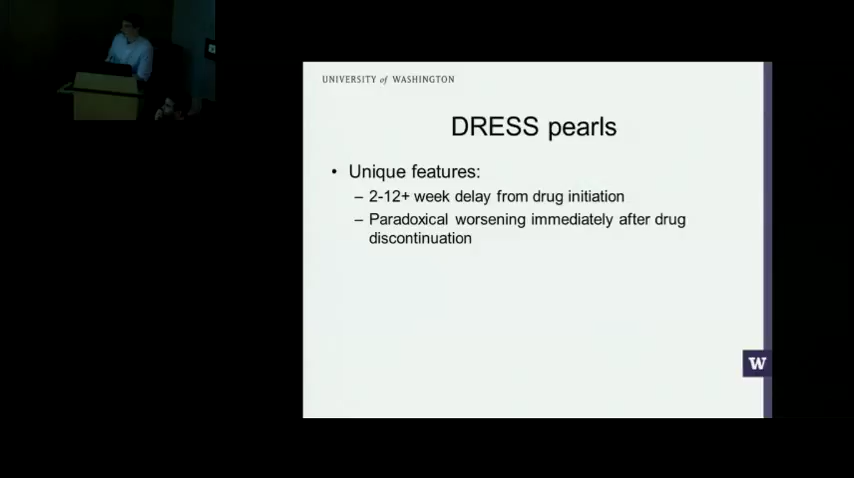 UNIVERSITY of WASHINGTON
DRESS pearls
• Unique features:
– 2-12+ week delay from drug initiation
– Paradoxical worsening immediately after drug
discontinuation
W